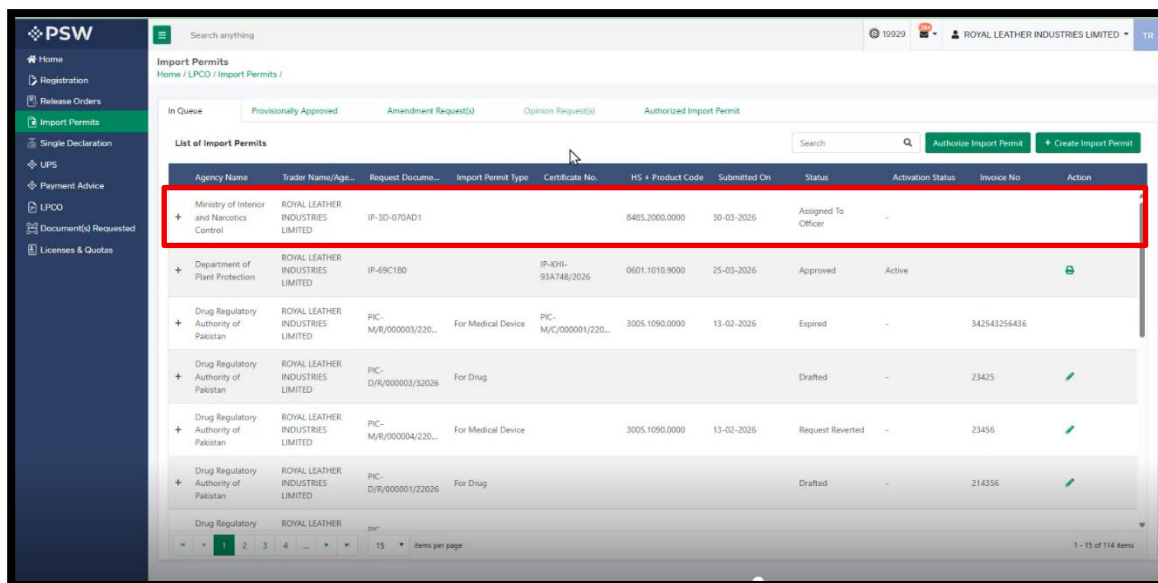 PSW
Search anything
19929
ROYAL LEATHER INDUSTRIES LIMITED
TR
Home
Registration
Release Orders
Import Permits
Single Declaration
UPS
Payment Advice
LPCO
Document(s) Requested
Licenses & Quotas
Import Permits
Home / LPCO / Import Permits /
In Queue Provisionally Approved Amendment Request(s) Opinion Request(s) Authorized Import Permit
List of Import Permits
Search
Authorize Import Permit
+ Create Import Permit
Agency Name Trader Name/Age... Request Docume... Import Permit Type Certificate No. HS + Product Code Submitted On Status Activation Status Invoice No Action
+ Ministry of Interior and Narcotics Control ROYAL LEATHER INDUSTRIES LIMITED IP-3D-070AD1 8485.2000.0000 30-03-2026 Assigned To Officer -
+ Department of Plant Protection ROYAL LEATHER INDUSTRIES LIMITED IP-69C1B0 IP-KHI-93A74B/2026 0601.1010.9000 25-03-2026 Approved Active
+ Drug Regulatory Authority of Pakistan ROYAL LEATHER INDUSTRIES LIMITED PIC-M/R/000003/220... For Medical Device PIC-M/C/000001/220... 3005.1090.0000 13-02-2026 Expired - 342543256436
+ Drug Regulatory Authority of Pakistan ROYAL LEATHER INDUSTRIES LIMITED PIC-D/R/000003/32026 For Drug Drafted - 23425
+ Drug Regulatory Authority of Pakistan ROYAL LEATHER INDUSTRIES LIMITED PIC-M/R/000004/220... For Medical Device 3005.1090.0000 13-02-2026 Request Reverted - 23456
+ Drug Regulatory Authority of Pakistan ROYAL LEATHER INDUSTRIES LIMITED PIC-D/R/000001/22026 For Drug Drafted - 214356
Drug Regulatory ROYAL LEATHER
1 2 3 4 ... 15 items per page
1 - 15 of 114 items